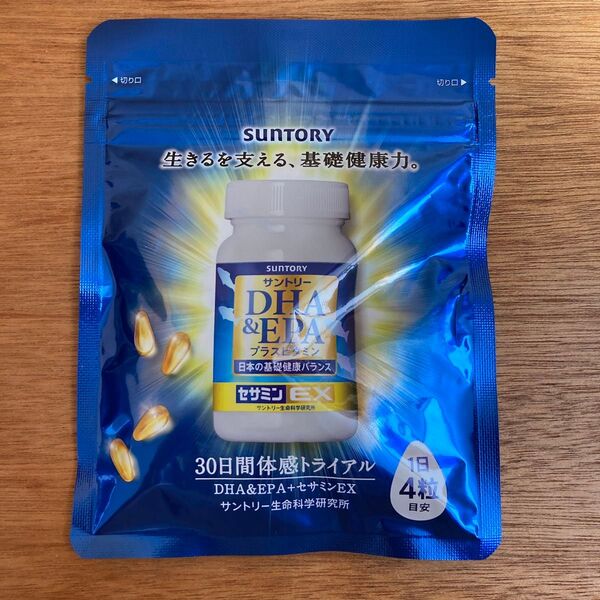 ◀切り口
切り口▶
SUNTORY
生きるを支える、基礎健康力。
SUNTORY
サントリー
DHA
&EPA
プラスビタミン
日本の基礎健康バランス
セサミンEX
サントリー生命科学研究所
30日間体感トライアル
DHA&EPA+セサミンEX
サントリー生命科学研究所
1日
4粒
目安